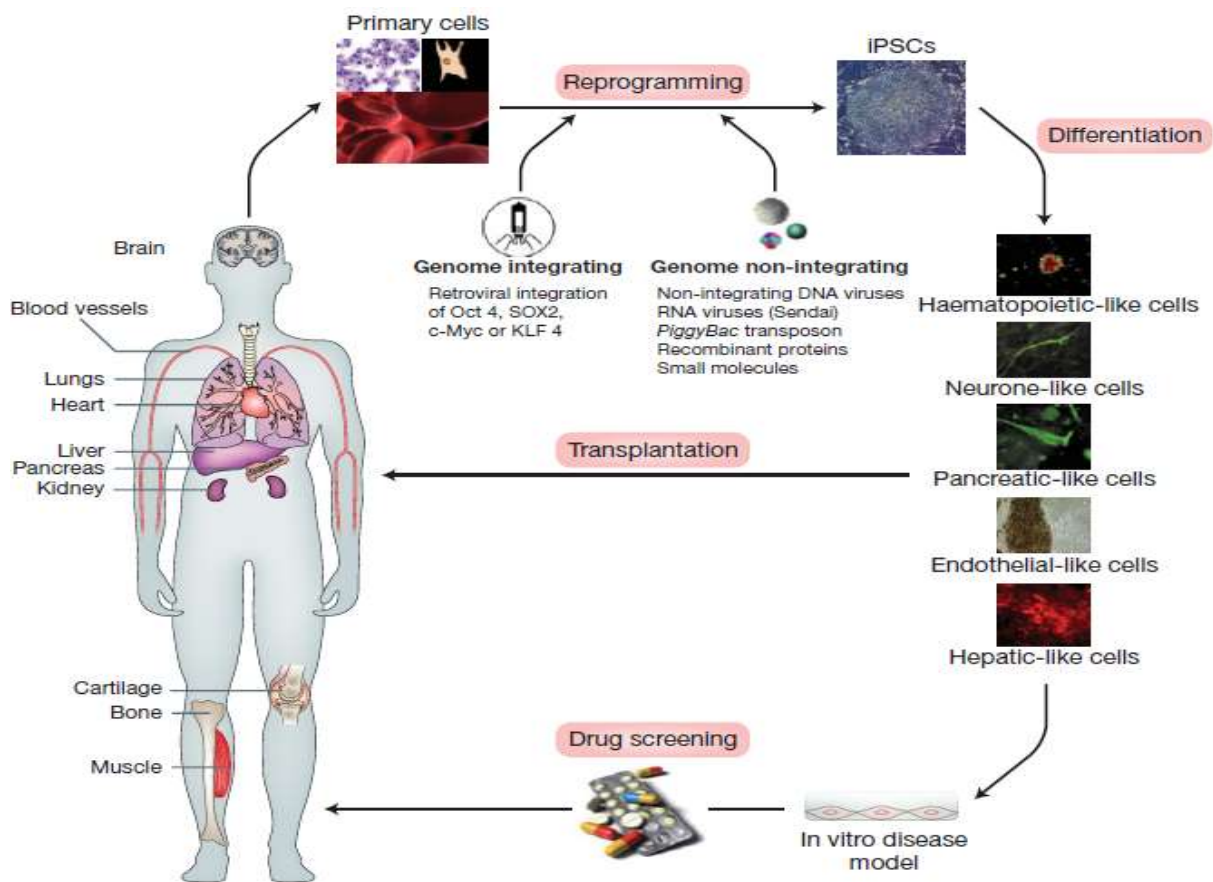 Primary cells
iPSCs
Reprogramming
Differentiation
Genome integrating
Retroviral integration
of Oct 4, SOX2,
c-Myc or KLF 4
Genome non-integrating
Non-integrating DNA viruses
RNA viruses (Sendai)
PiggyBac transposon
Recombinant proteins
Small molecules
Brain
Blood vessels
Lungs
Heart
Liver
Pancreas
Kidney
Cartilage
Bone
Muscle
Haematopoietic-like cells
Neurone-like cells
Pancreatic-like cells
Endothelial-like cells
Hepatic-like cells
Transplantation
Drug screening
In vitro disease
model